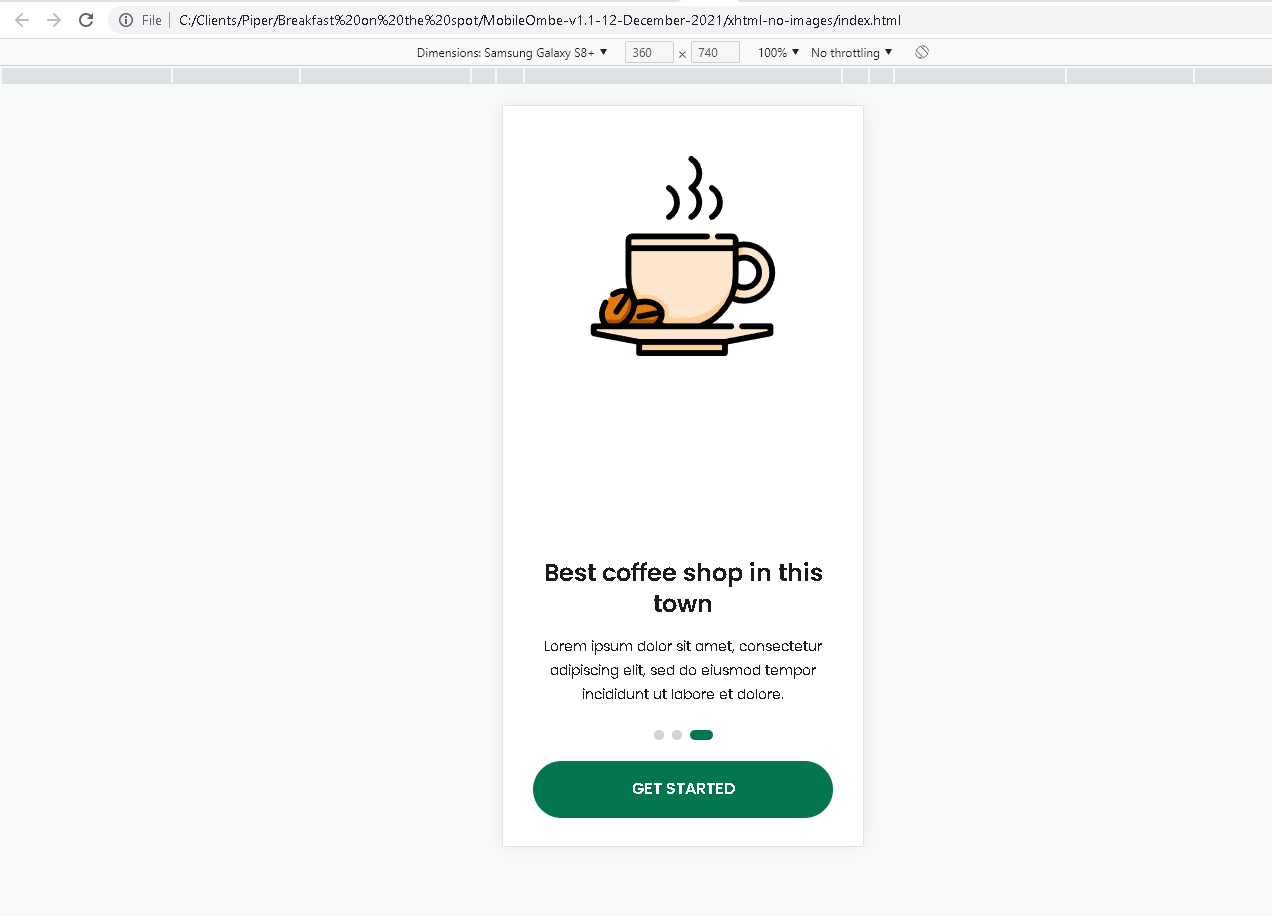 File C:/Clients/Piper/Breakfast%20on%20the%20spot/MobileOmbe-v1.1-12-December-2021/xhtml-no-images/index.html
Dimensions: Samsung Galaxy S8+ ▼ 360 × 740 100% ▼ No throttling ▼
Best coffee shop in this
town
Lorem ipsum dolor sit amet, consectetur
adipiscing elit, sed do eiusmod tempor
incididunt ut labore et dolore.
GET STARTED